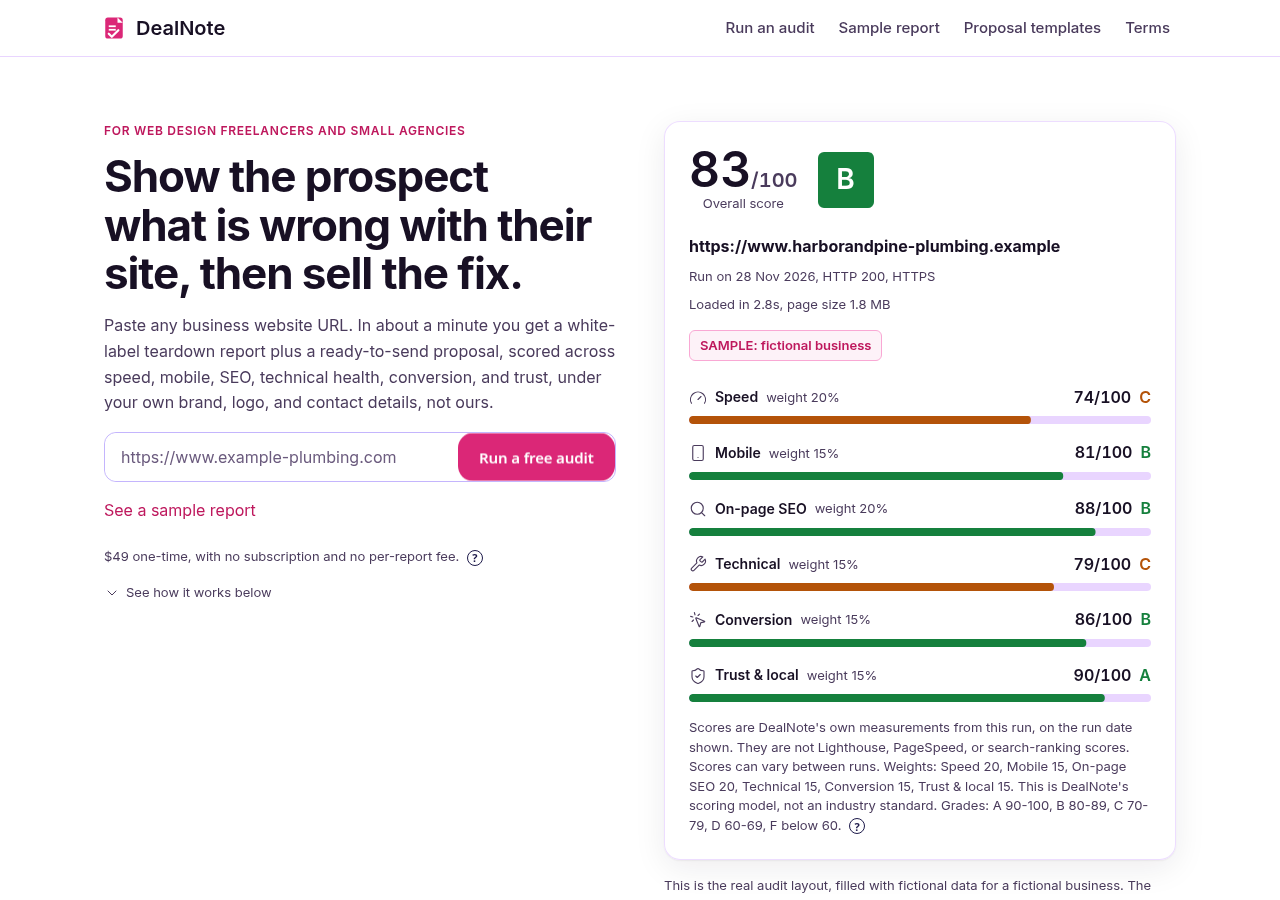 DealNote
Run an audit
Sample report
Proposal templates
Terms
FOR WEB DESIGN FREELANCERS AND SMALL AGENCIES
Show the prospect
what is wrong with their
site, then sell the fix.
Paste any business website URL. In about a minute you get a white-
label teardown report plus a ready-to-send proposal, scored across
speed, mobile, SEO, technical health, conversion, and trust, under
your own brand, logo, and contact details, not ours.
https://www.example-plumbing.com
Run a free audit
See a sample report
$49 one-time, with no subscription and no per-report fee. ?
See how it works below
83/100
Overall score
B
https://www.harborandpine-plumbing.example
Run on 28 Nov 2026, HTTP 200, HTTPS
Loaded in 2.8s, page size 1.8 MB
SAMPLE: fictional business
Speed weight 20% 74/100 C
Mobile weight 15% 81/100 B
On-page SEO weight 20% 88/100 B
Technical weight 15% 79/100 C
Conversion weight 15% 86/100 B
Trust & local weight 15% 90/100 A
Scores are DealNote's own measurements from this run, on the run date
shown. They are not Lighthouse, PageSpeed, or search-ranking scores.
Scores can vary between runs. Weights: Speed 20, Mobile 15, On-page
SEO 20, Technical 15, Conversion 15, Trust & local 15. This is DealNote's
scoring model, not an industry standard. Grades: A 90-100, B 80-89, C 70-
79, D 60-69, F below 60. ?
This is the real audit layout, filled with fictional data for a fictional business. The